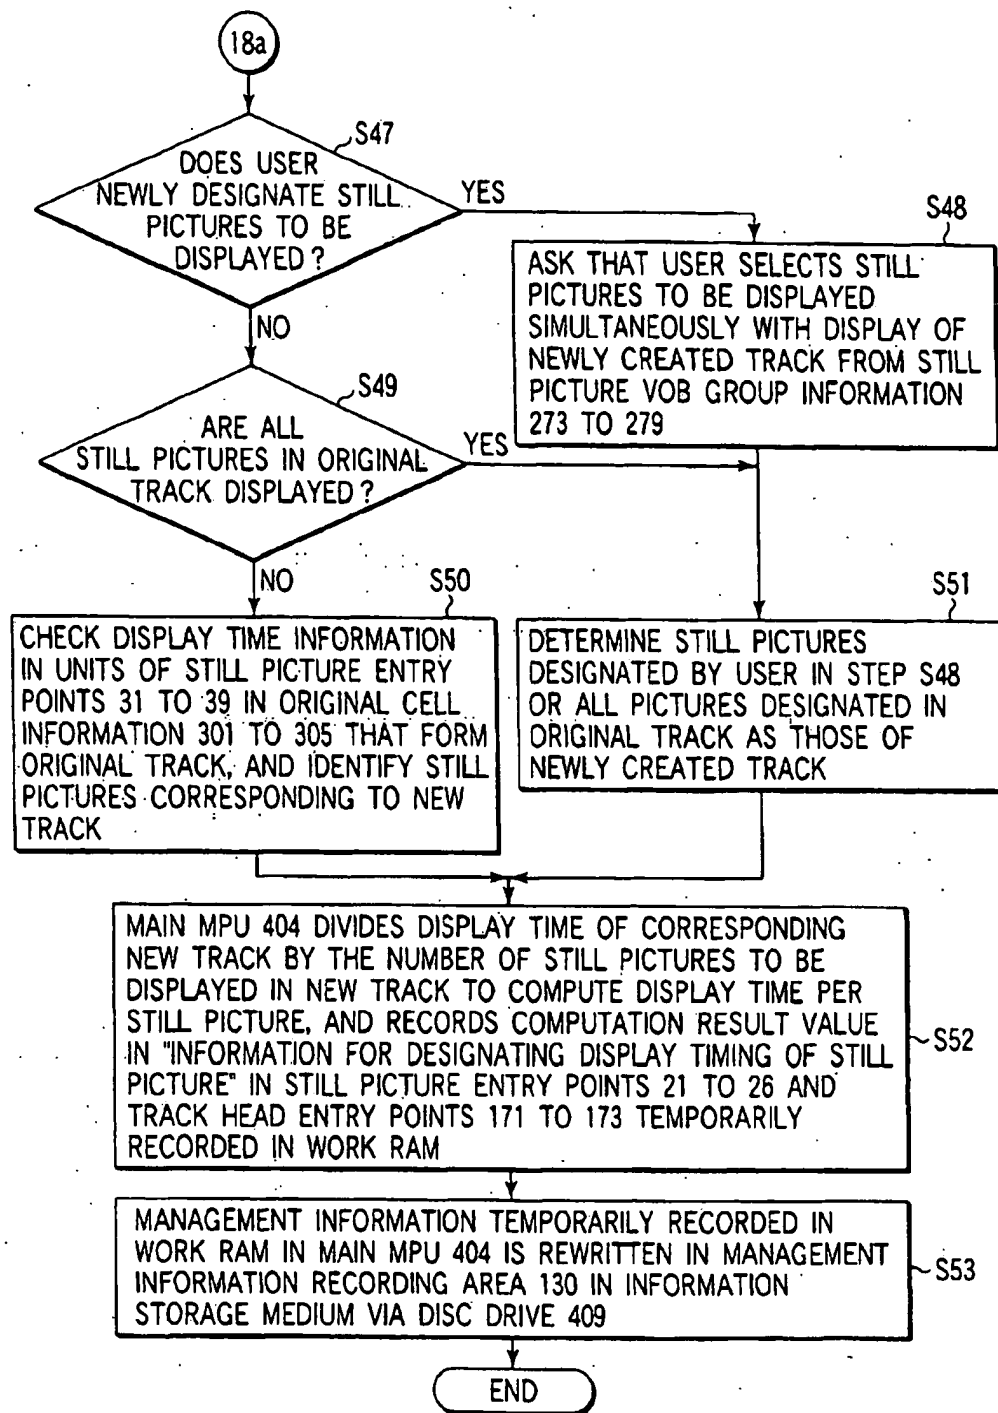 18a
S47
DOES USER
NEWLY DESIGNATE STILL
PICTURES TO BE
DISPLAYED?
YES
NO
S48
ASK THAT USER SELECTS STILL
PICTURES TO BE DISPLAYED
SIMULTANEOUSLY WITH DISPLAY OF
NEWLY CREATED TRACK FROM STILL
PICTURE VOB GROUP INFORMATION
273 TO 279
S49
ARE ALL
STILL PICTURES IN ORIGINAL
TRACK DISPLAYED?
YES
NO
S50
CHECK DISPLAY TIME INFORMATION
IN UNITS OF STILL PICTURE ENTRY
POINTS 31 TO 39 IN ORIGINAL CELL
INFORMATION 301 TO 305 THAT FORM
ORIGINAL TRACK, AND IDENTIFY STILL
PICTURES CORRESPONDING TO NEW
TRACK
S51
DETERMINE STILL PICTURES
DESIGNATED BY USER IN STEP S48
OR ALL PICTURES DESIGNATED IN
ORIGINAL TRACK AS THOSE OF
NEWLY CREATED TRACK
MAIN MPU 404 DIVIDES DISPLAY TIME OF CORRESPONDING
NEW TRACK BY THE NUMBER OF STILL PICTURES TO BE
DISPLAYED IN NEW TRACK TO COMPUTE DISPLAY TIME PER
STILL PICTURE, AND RECORDS COMPUTATION RESULT VALUE
IN "INFORMATION FOR DESIGNATING DISPLAY TIMING OF STILL
PICTURE" IN STILL PICTURE ENTRY POINTS 21 TO 26 AND
TRACK HEAD ENTRY POINTS 171 TO 173 TEMPORARILY
RECORDED IN WORK RAM
S52
MANAGEMENT INFORMATION TEMPORARILY RECORDED IN
WORK RAM IN MAIN MPU 404 IS REWRITTEN IN MANAGEMENT
INFORMATION RECORDING AREA 130 IN INFORMATION
STORAGE MEDIUM VIA DISC DRIVE 409
S53
END